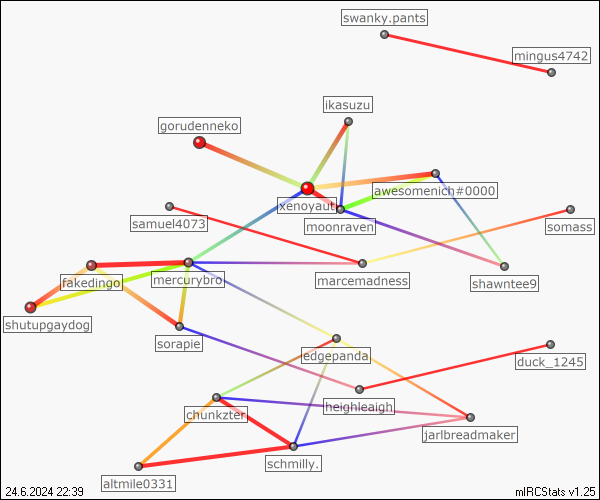 swanky.pants
mingus4742
ikasuzu
gorudenneko
awesomenich#0000
xenoyaut
moonraven
samuel4073
somass
fakedingo
mercurybro
marcemadness
shawntee9
shutupgaydog
sorapie
edgepanda
duck_1245
heighleaigh
chunkzter
jarlbreadmaker
schmilly.
altmile0331
24.6.2024 22:39
mIRCStats v1.25